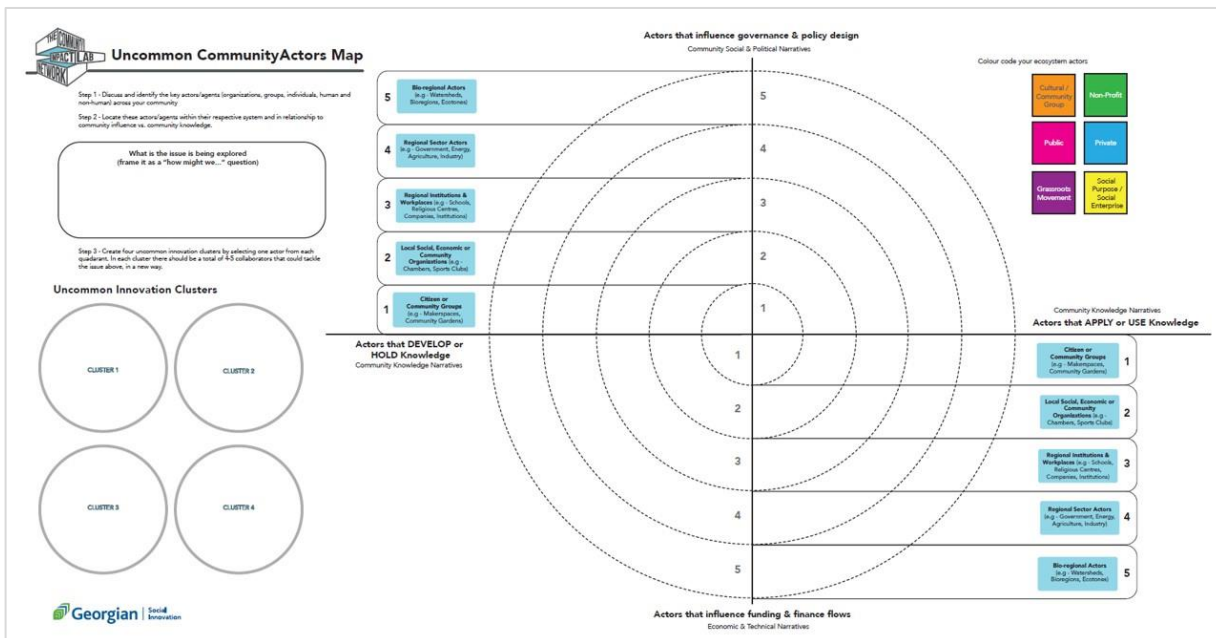 THE COMMUNITY
IMPACT LAB
NETWORK
Uncommon CommunityActors Map
Step 1 - Discuss and identify the key actors/agents (organizations, groups, individuals, human and
non-human) across your community
Step 2 - Locate these actors/agents within their respective system and in relationship to
community influence vs. community knowledge.
What is the issue is being explored
(frame it as a "how might we..." question)
Step 3 - Create four uncommon innovation clusters by selecting one actor from each
quadarant. In each cluster there should be a total of 4-5 collaborators that could tackle
the issue above, in a new way.
Uncommon Innovation Clusters
CLUSTER 1
CLUSTER 2
CLUSTER 3
CLUSTER 4
Georgian
Social
Innovation
5
Bio-regional Actors
(e.g - Watersheds,
Bioregions, Ecotones)
4
Regional Sector Actors
(e.g - Government, Energy,
Agriculture, Industry)
3
Regional Institutions &
Workplaces (e.g - Schools,
Religious Centres,
Companies, Institutions)
2
Local Social, Economic or
Community
Organizations (e.g -
Chambers, Sports Clubs)
1
Citizen or
Community Groups
(e.g - Makerspaces,
Community Gardens)
Actors that DEVELOP or
HOLD Knowledge
Community Knowledge Narratives
Actors that influence governance & policy design
Community Social & Political Narratives
5
4
3
2
1
1
2
3
4
5
Actors that influence funding & finance flows
Economic & Technical Narratives
Colour code your ecosystem actors
Cultural /
Community
Group
Non-Profit
Public
Private
Grassroots
Movement
Social
Purpose /
Social
Enterprise
Community Knowledge Narratives
Actors that APPLY or USE Knowledge
Citizen or
Community Groups
(e.g - Makerspaces,
Community Gardens)
1
Local Social, Economic or
Community
Organizations (e.g -
Chambers, Sports Clubs)
2
Regional Institutions &
Workplaces (e.g - Schools,
Religious Centres,
Companies, Institutions)
3
Regional Sector Actors
(e.g - Government, Energy,
Agriculture, Industry)
4
Bio-regional Actors
(e.g - Watersheds,
Bioregions, Ecotones)
5